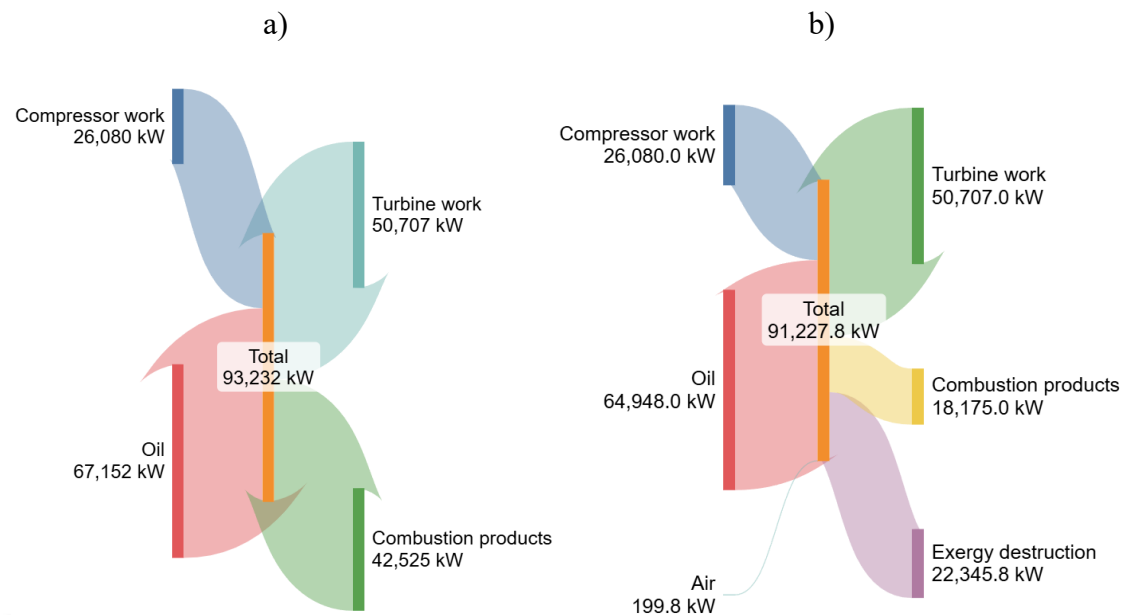 a)
Compressor work
26,080 kW
Turbine work
50,707 kW
Total
93,232 kW
Oil
67,152 kW
Combustion products
42,525 kW
b)
Compressor work
26,080.0 kW
Turbine work
50,707.0 kW
Total
91,227.8 kW
Oil
64,948.0 kW
Combustion products
18,175.0 kW
Exergy destruction
22,345.8 kW
Air
199.8 kW